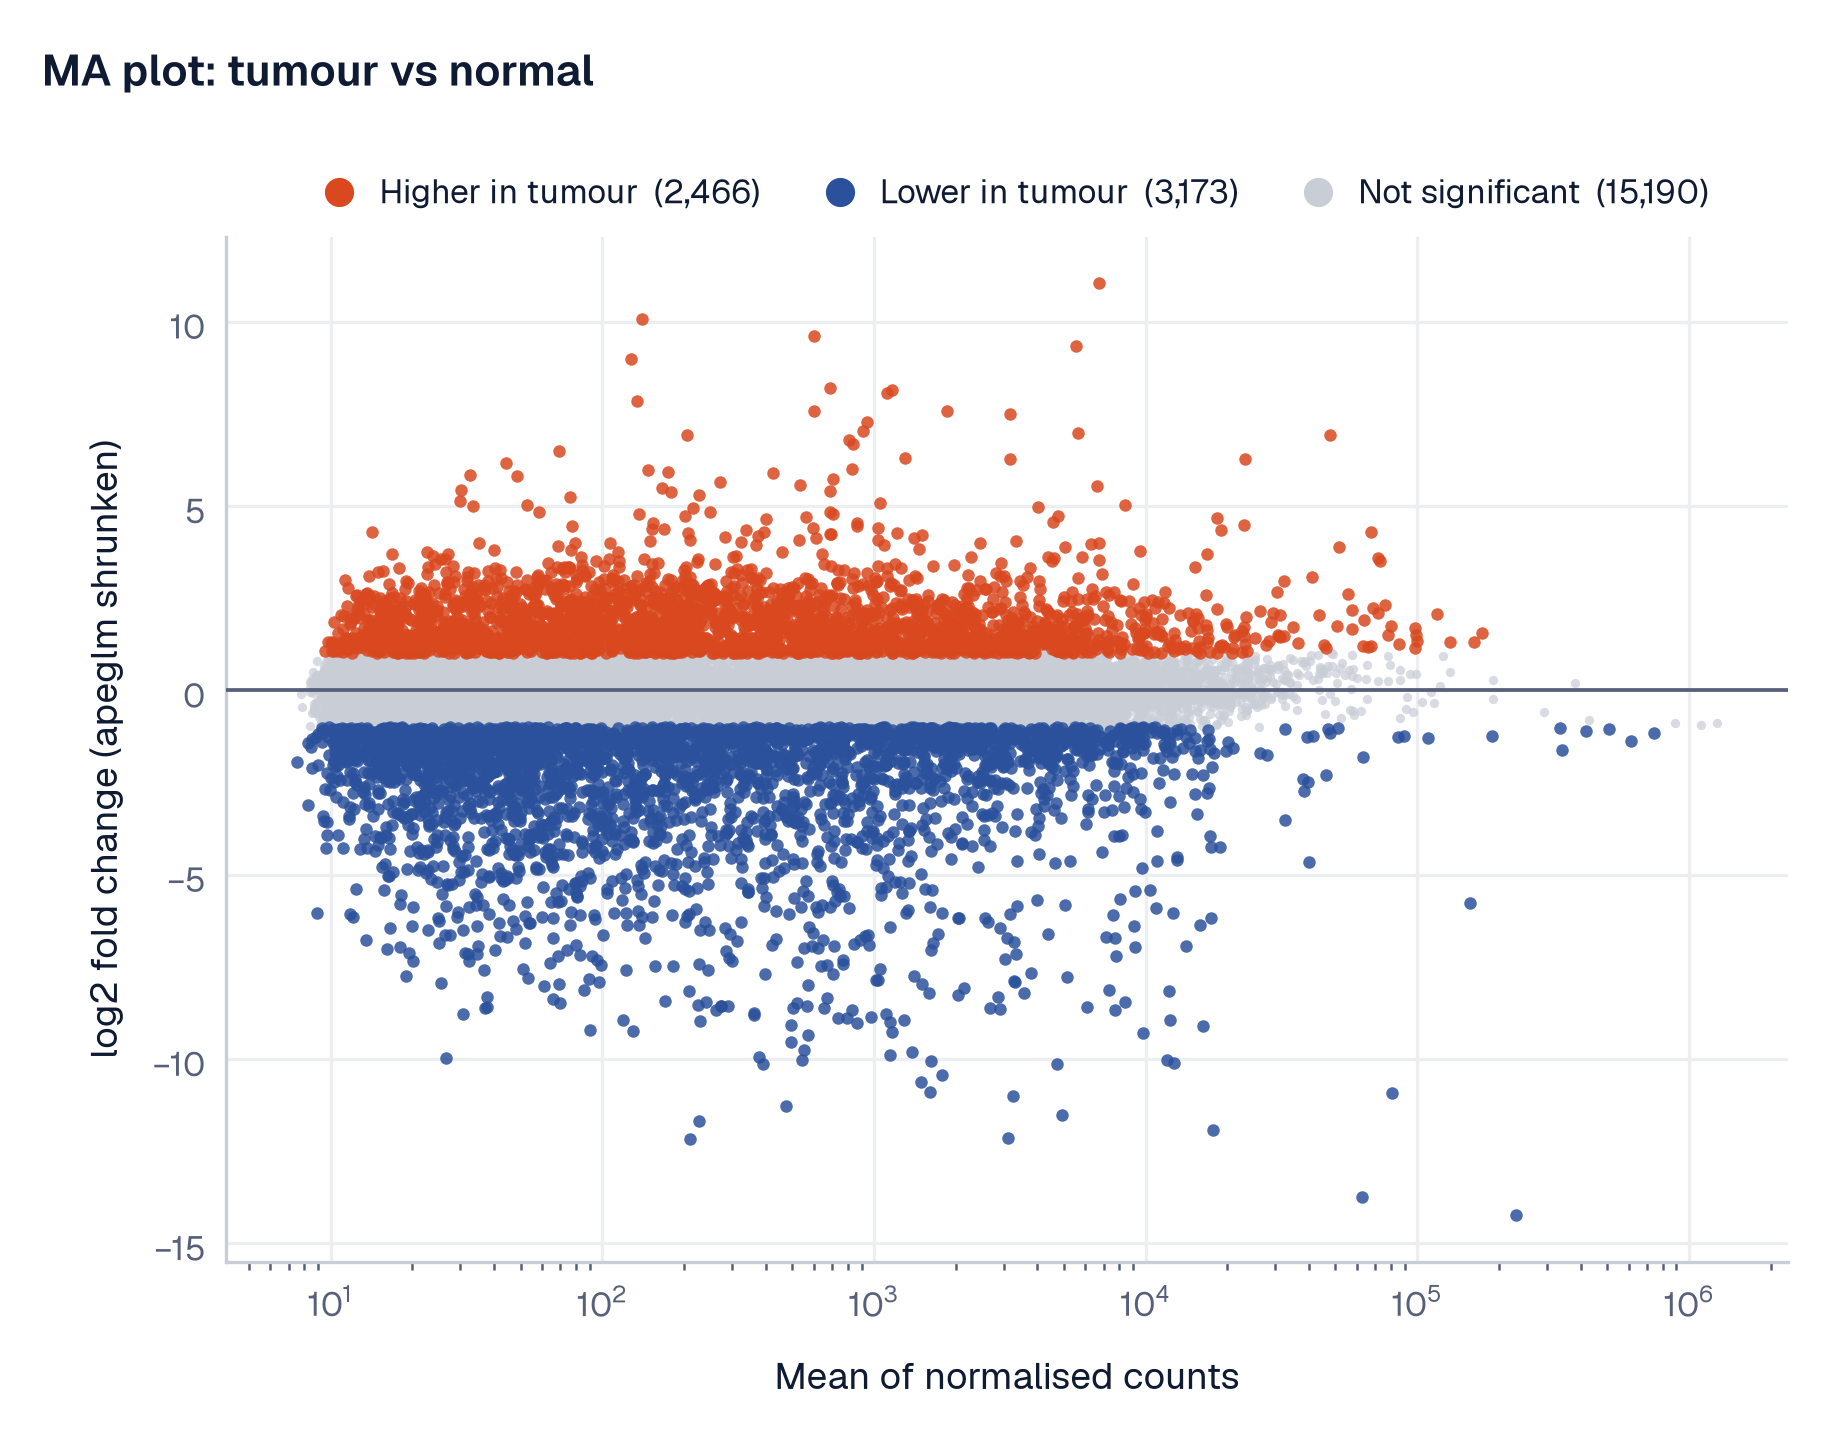 MA plot: tumour vs normal
Higher in tumour (2,466)
Lower in tumour (3,173)
Not significant (15,190)
log2 fold change (apeglm shrunken)
10
5
0
−5
−10
−15
10¹
10²
10³
10⁴
10⁵
10⁶
Mean of normalised counts